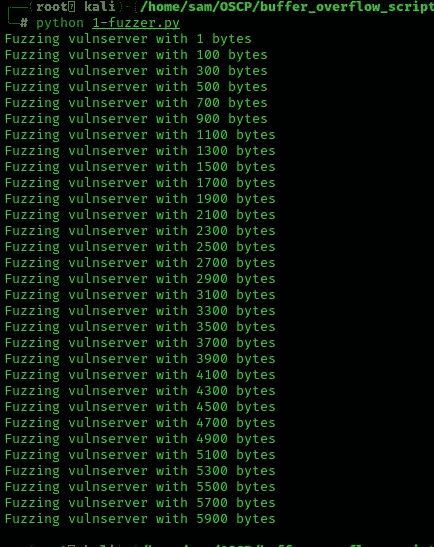 (root💀 kali)-[/home/sam/OSCP/buffer_overflow_script
# python 1-fuzzer.py
Fuzzing vulnserver with 1 bytes
Fuzzing vulnserver with 100 bytes
Fuzzing vulnserver with 300 bytes
Fuzzing vulnserver with 500 bytes
Fuzzing vulnserver with 700 bytes
Fuzzing vulnserver with 900 bytes
Fuzzing vulnserver with 1100 bytes
Fuzzing vulnserver with 1300 bytes
Fuzzing vulnserver with 1500 bytes
Fuzzing vulnserver with 1700 bytes
Fuzzing vulnserver with 1900 bytes
Fuzzing vulnserver with 2100 bytes
Fuzzing vulnserver with 2300 bytes
Fuzzing vulnserver with 2500 bytes
Fuzzing vulnserver with 2700 bytes
Fuzzing vulnserver with 2900 bytes
Fuzzing vulnserver with 3100 bytes
Fuzzing vulnserver with 3300 bytes
Fuzzing vulnserver with 3500 bytes
Fuzzing vulnserver with 3700 bytes
Fuzzing vulnserver with 3900 bytes
Fuzzing vulnserver with 4100 bytes
Fuzzing vulnserver with 4300 bytes
Fuzzing vulnserver with 4500 bytes
Fuzzing vulnserver with 4700 bytes
Fuzzing vulnserver with 4900 bytes
Fuzzing vulnserver with 5100 bytes
Fuzzing vulnserver with 5300 bytes
Fuzzing vulnserver with 5500 bytes
Fuzzing vulnserver with 5700 bytes
Fuzzing vulnserver with 5900 bytes